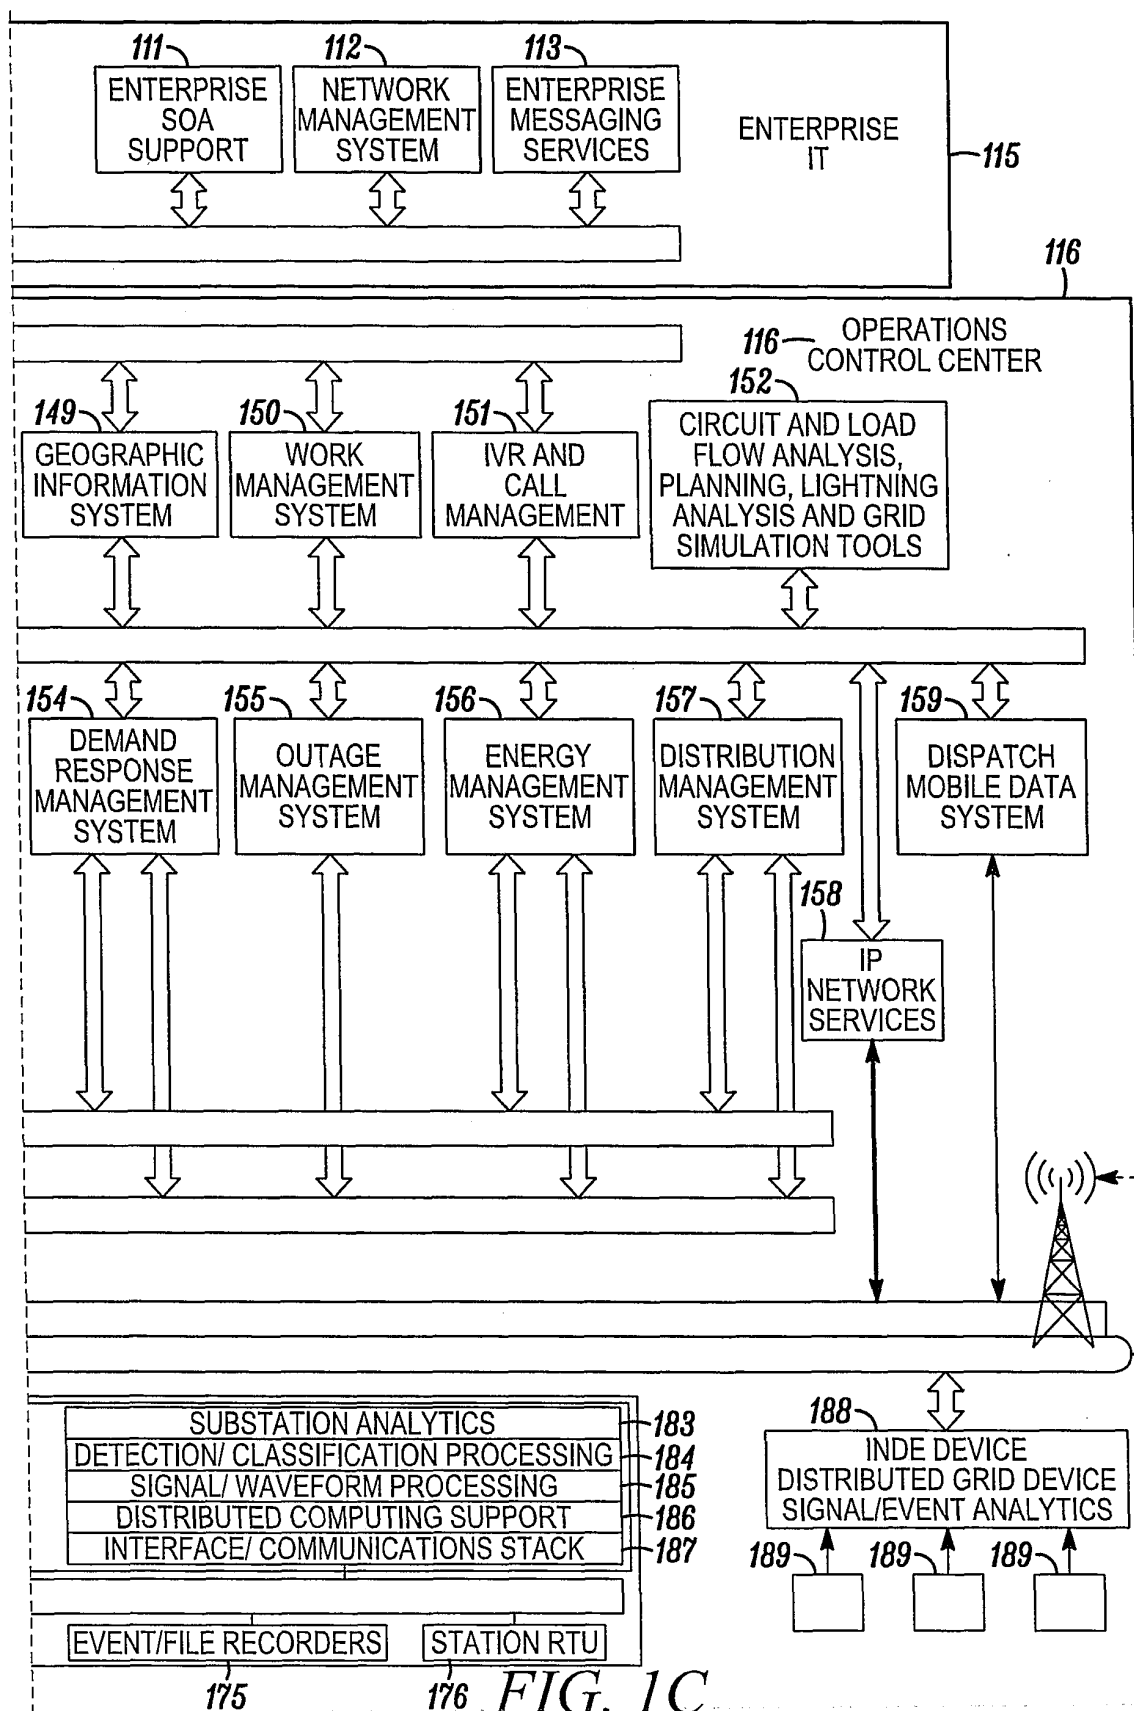 111
112
113
ENTERPRISE
SOA
SUPPORT
NETWORK
MANAGEMENT
SYSTEM
ENTERPRISE
MESSAGING
SERVICES
ENTERPRISE
IT
115
116
OPERATIONS
CONTROL CENTER
116
149
150
151
152
GEOGRAPHIC
INFORMATION
SYSTEM
WORK
MANAGEMENT
SYSTEM
IVR AND
CALL
MANAGEMENT
CIRCUIT AND LOAD
FLOW ANALYSIS,
PLANNING, LIGHTNING
ANALYSIS AND GRID
SIMULATION TOOLS
154
155
156
157
159
DEMAND
RESPONSE
MANAGEMENT
SYSTEM
OUTAGE
MANAGEMENT
SYSTEM
ENERGY
MANAGEMENT
SYSTEM
DISTRIBUTION
MANAGEMENT
SYSTEM
DISPATCH
MOBILE DATA
SYSTEM
158
IP
NETWORK
SERVICES
SUBSTATION ANALYTICS
183
DETECTION/ CLASSIFICATION PROCESSING
184
SIGNAL/ WAVEFORM PROCESSING
185
DISTRIBUTED COMPUTING SUPPORT
186
INTERFACE/ COMMUNICATIONS STACK
187
188
INDE DEVICE
DISTRIBUTED GRID DEVICE
SIGNAL/EVENT ANALYTICS
189
189
189
EVENT/FILE RECORDERS
STATION RTU
175
176
FIG. 1C